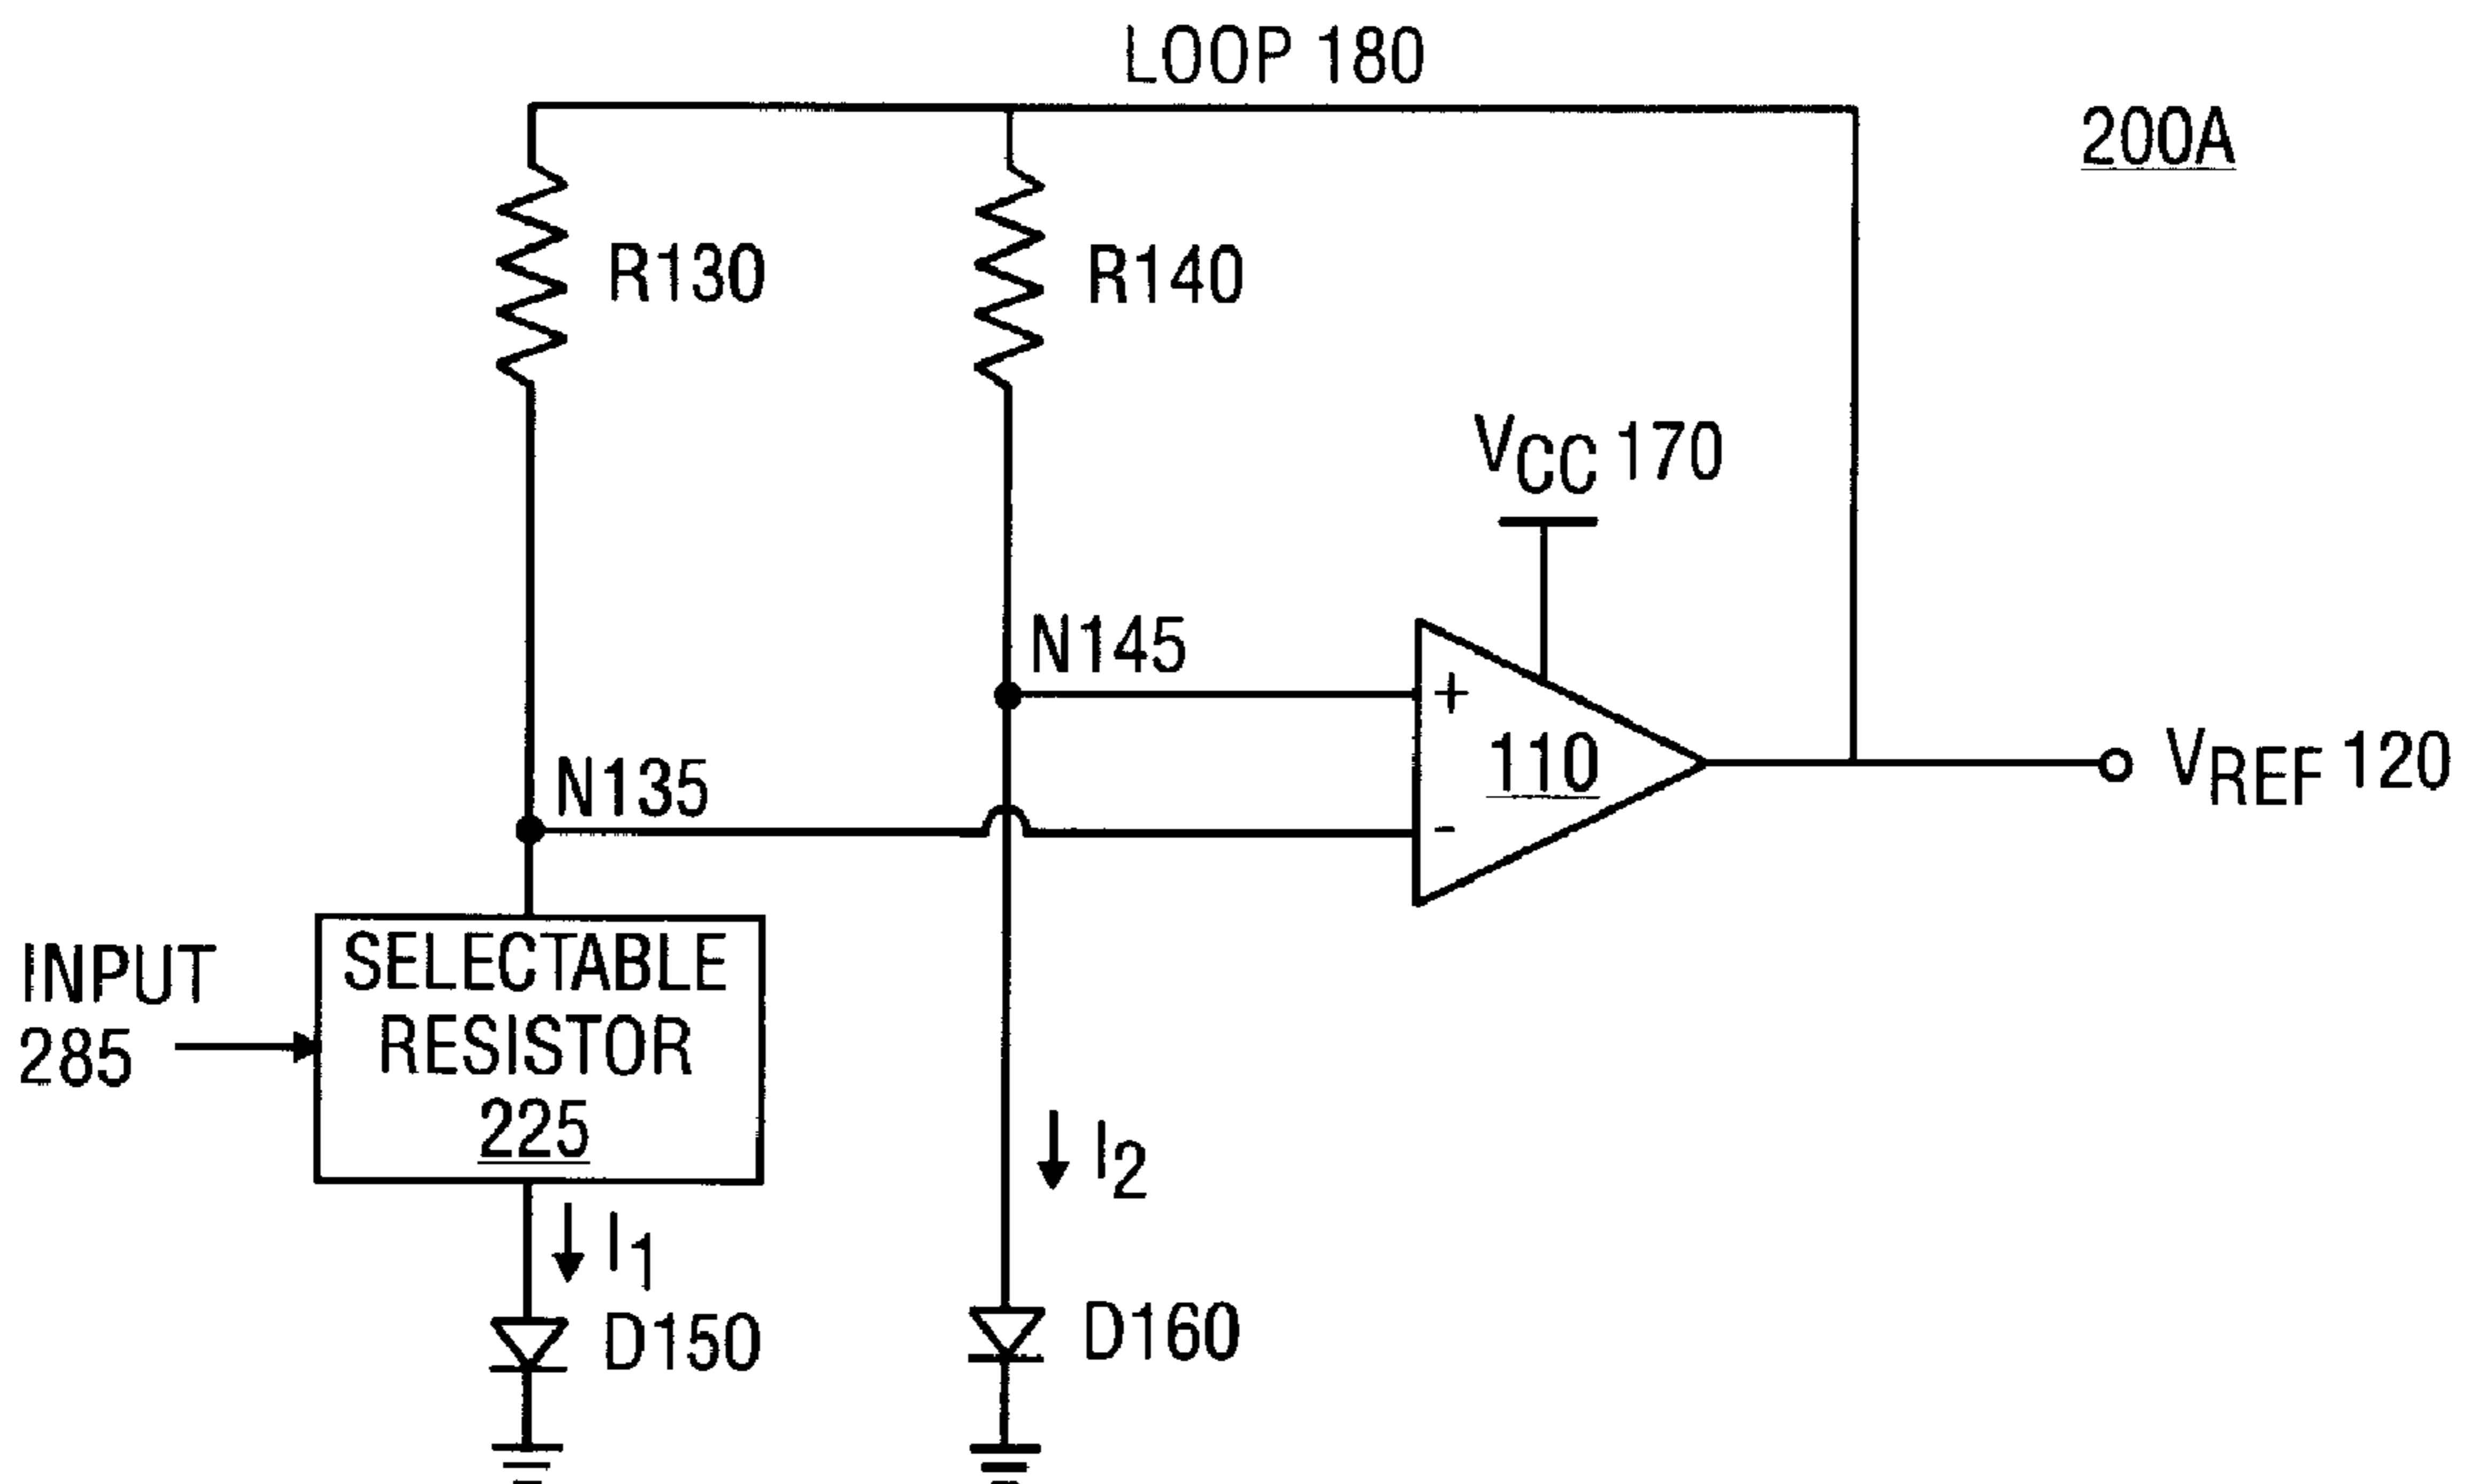 LOOP 180
200A
R130
R140
VCC 170
N145
+
110
VREF 120
N135
-
INPUT
285
SELECTABLE
RESISTOR
225
I2
I1
D150
D160